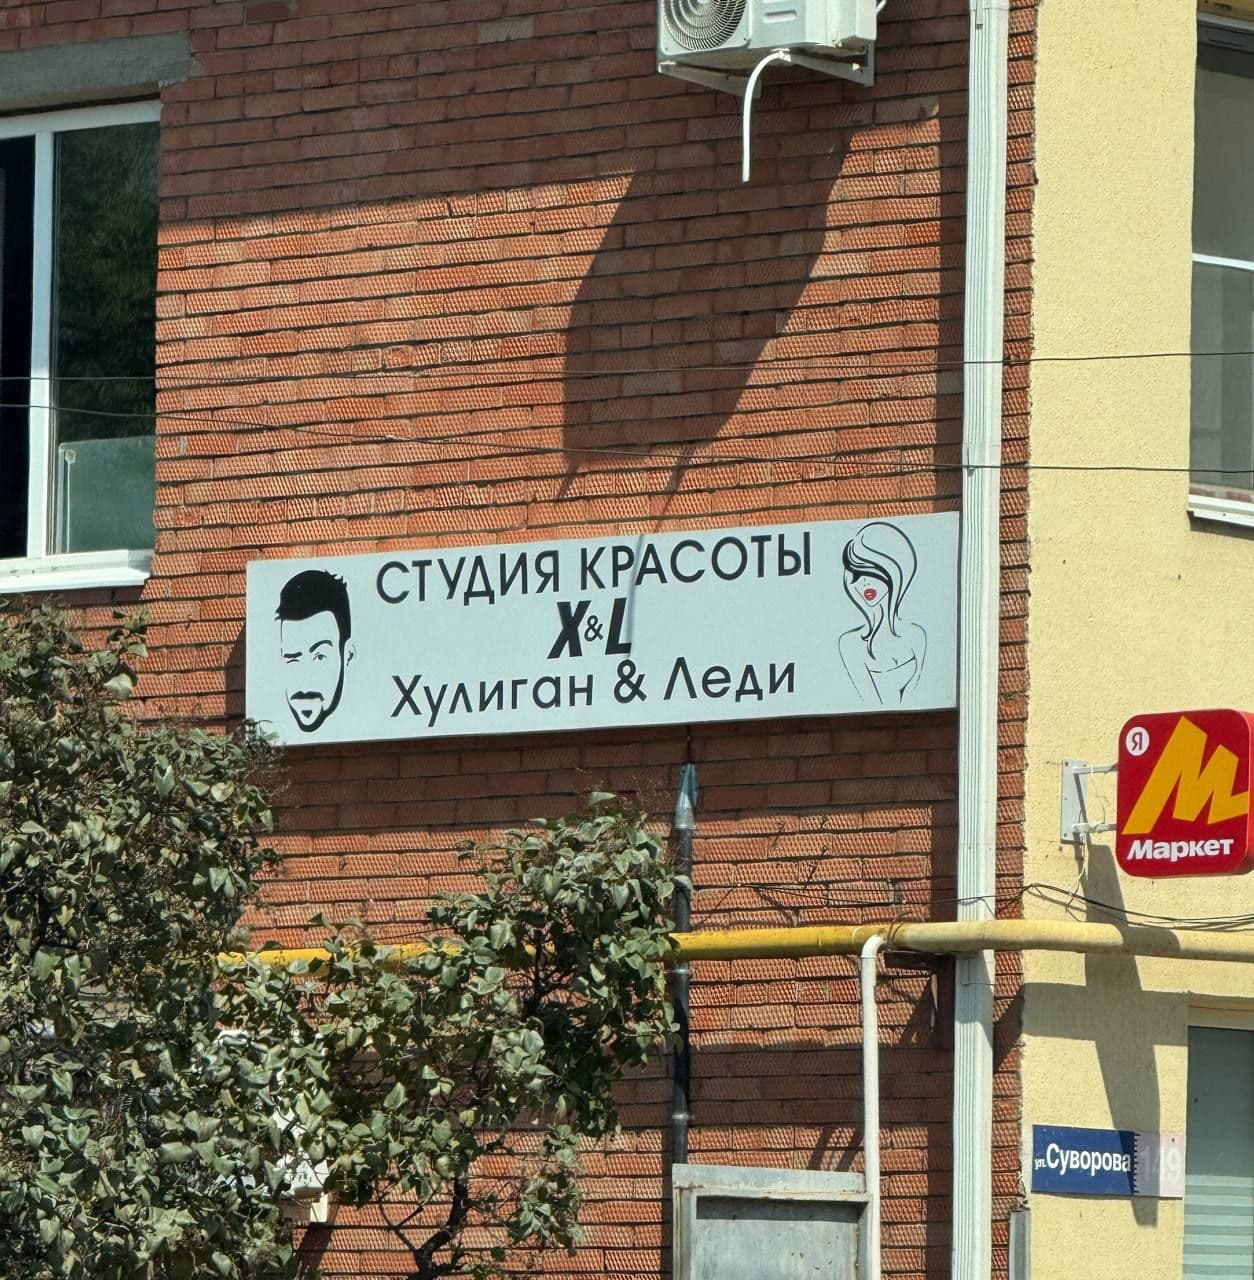 СТУДИЯ КРАСОТЫ
X&L
Хулиган & Леди
Я
Маркет
ул. Суворова 149